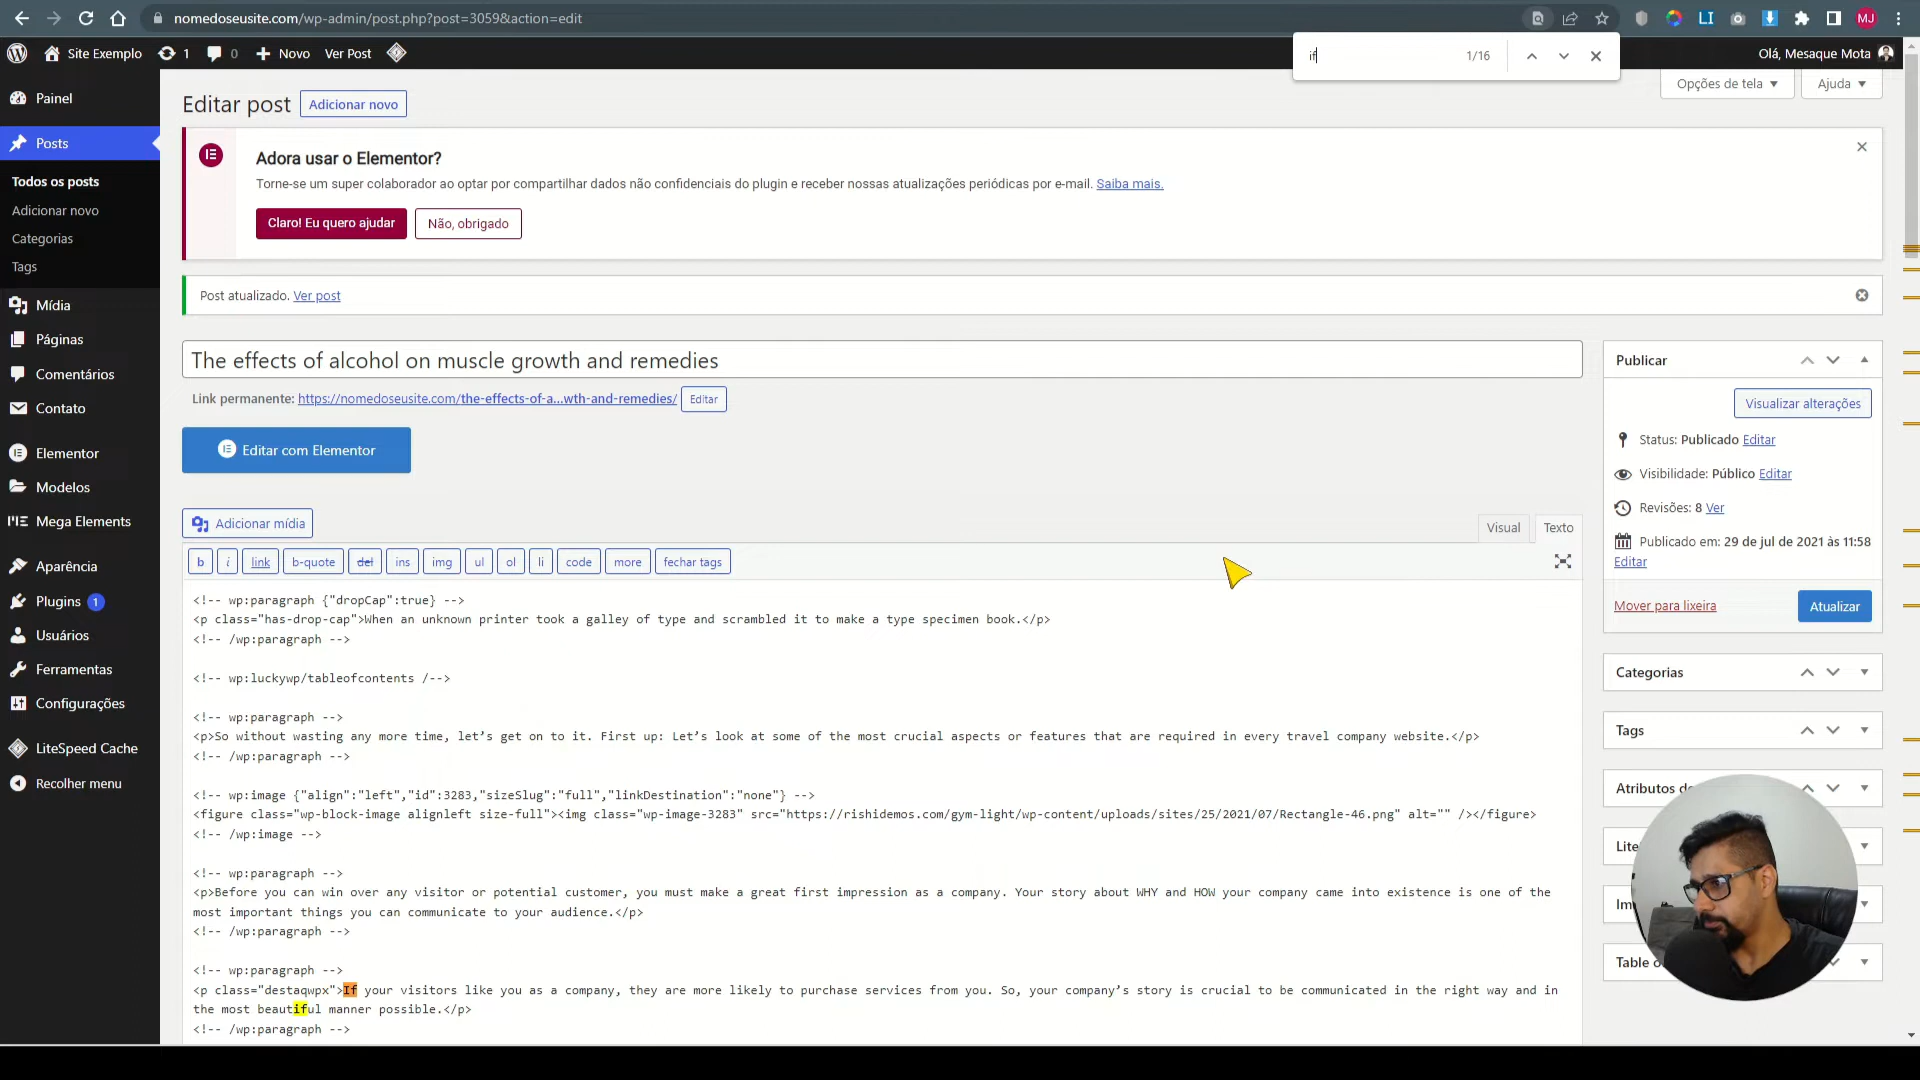 nomedoseusite.com/wp-admin/post.php?post=3059&action=edit
LI
MJ
Site Exemplo
1
0
Novo
Ver Post
if
1/16
Olá, Mesaque Mota
Painel
Posts
Todos os posts
Adicionar novo
Categorias
Tags
Mídia
Páginas
Comentários
Contato
Elementor
Modelos
Mega Elements
Aparência
Plugins 1
Usuários
Ferramentas
Configurações
LiteSpeed Cache
Recolher menu
Editar post
Adicionar novo
Opções de tela
Ajuda
Adora usar o Elementor?
Torne-se um super colaborador ao optar por compartilhar dados não confidenciais do plugin e receber nossas atualizações periódicas por e-mail. Saiba mais.
Claro! Eu quero ajudar
Não, obrigado
Post atualizado. Ver post
The effects of alcohol on muscle growth and remedies
Link permanente: https://nomedoseusite.com/the-effects-of-a...wth-and-remedies/ Editar
Editar com Elementor
Adicionar mídia
Visual
Texto
b
i
link
b-quote
del
ins
img
ul
ol
li
code
more
fechar tags
<!-- wp:paragraph {"dropCap":true} -->
<p class="has-drop-cap">When an unknown printer took a galley of type and scrambled it to make a type specimen book.</p>
<!-- /wp:paragraph -->
<!-- wp:luckywp/tableofcontents /-->
<!-- wp:paragraph -->
<p>So without wasting any more time, let’s get on to it. First up: Let’s look at some of the most crucial aspects or features that are required in every travel company website.</p>
<!-- /wp:paragraph -->
<!-- wp:image {"align":"left","id":3283,"sizeSlug":"full","linkDestination":"none"} -->
<figure class="wp-block-image alignleft size-full"><img class="wp-image-3283" src="https://rishidemos.com/gym-light/wp-content/uploads/sites/25/2021/07/Rectangle-46.png" alt="" /></figure>
<!-- /wp:image -->
<!-- wp:paragraph -->
<p>Before you can win over any visitor or potential customer, you must make a great first impression as a company. Your story about WHY and HOW your company came into existence is one of the
most important things you can communicate to your audience.</p>
<!-- /wp:paragraph -->
<!-- wp:paragraph -->
<p class="destaqwpx">If your visitors like you as a company, they are more likely to purchase services from you. So, your company’s story is crucial to be communicated in the right way and in
the most beautiful manner possible.</p>
<!-- /wp:paragraph -->
Publicar
Visualizar alterações
Status: Publicado Editar
Visibilidade: Público Editar
Revisões: 8 Ver
Publicado em: 29 de jul de 2021 às 11:58
Editar
Mover para lixeira
Atualizar
Categorias
Tags
Atributos d
Lite
Im
Table o